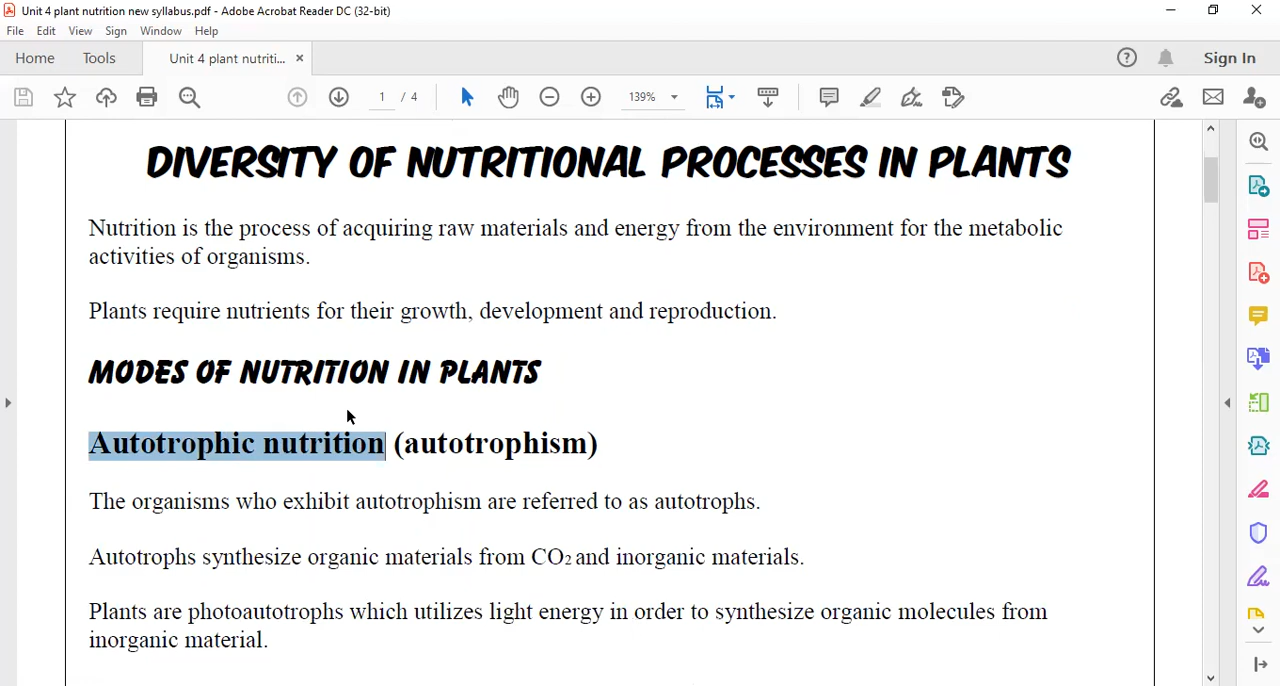 Unit 4 plant nutrition new syllabus.pdf - Adobe Acrobat Reader DC (32-bit)
File Edit View Sign Window Help
Home Tools Unit 4 plant nutriti... × Sign In
1 / 4 139%
DIVERSITY OF NUTRITIONAL PROCESSES IN PLANTS
Nutrition is the process of acquiring raw materials and energy from the environment for the metabolic
activities of organisms.
Plants require nutrients for their growth, development and reproduction.
MODES OF NUTRITION IN PLANTS
Autotrophic nutrition (autotrophism)
The organisms who exhibit autotrophism are referred to as autotrophs.
Autotrophs synthesize organic materials from CO2 and inorganic materials.
Plants are photoautotrophs which utilizes light energy in order to synthesize organic molecules from
inorganic material.